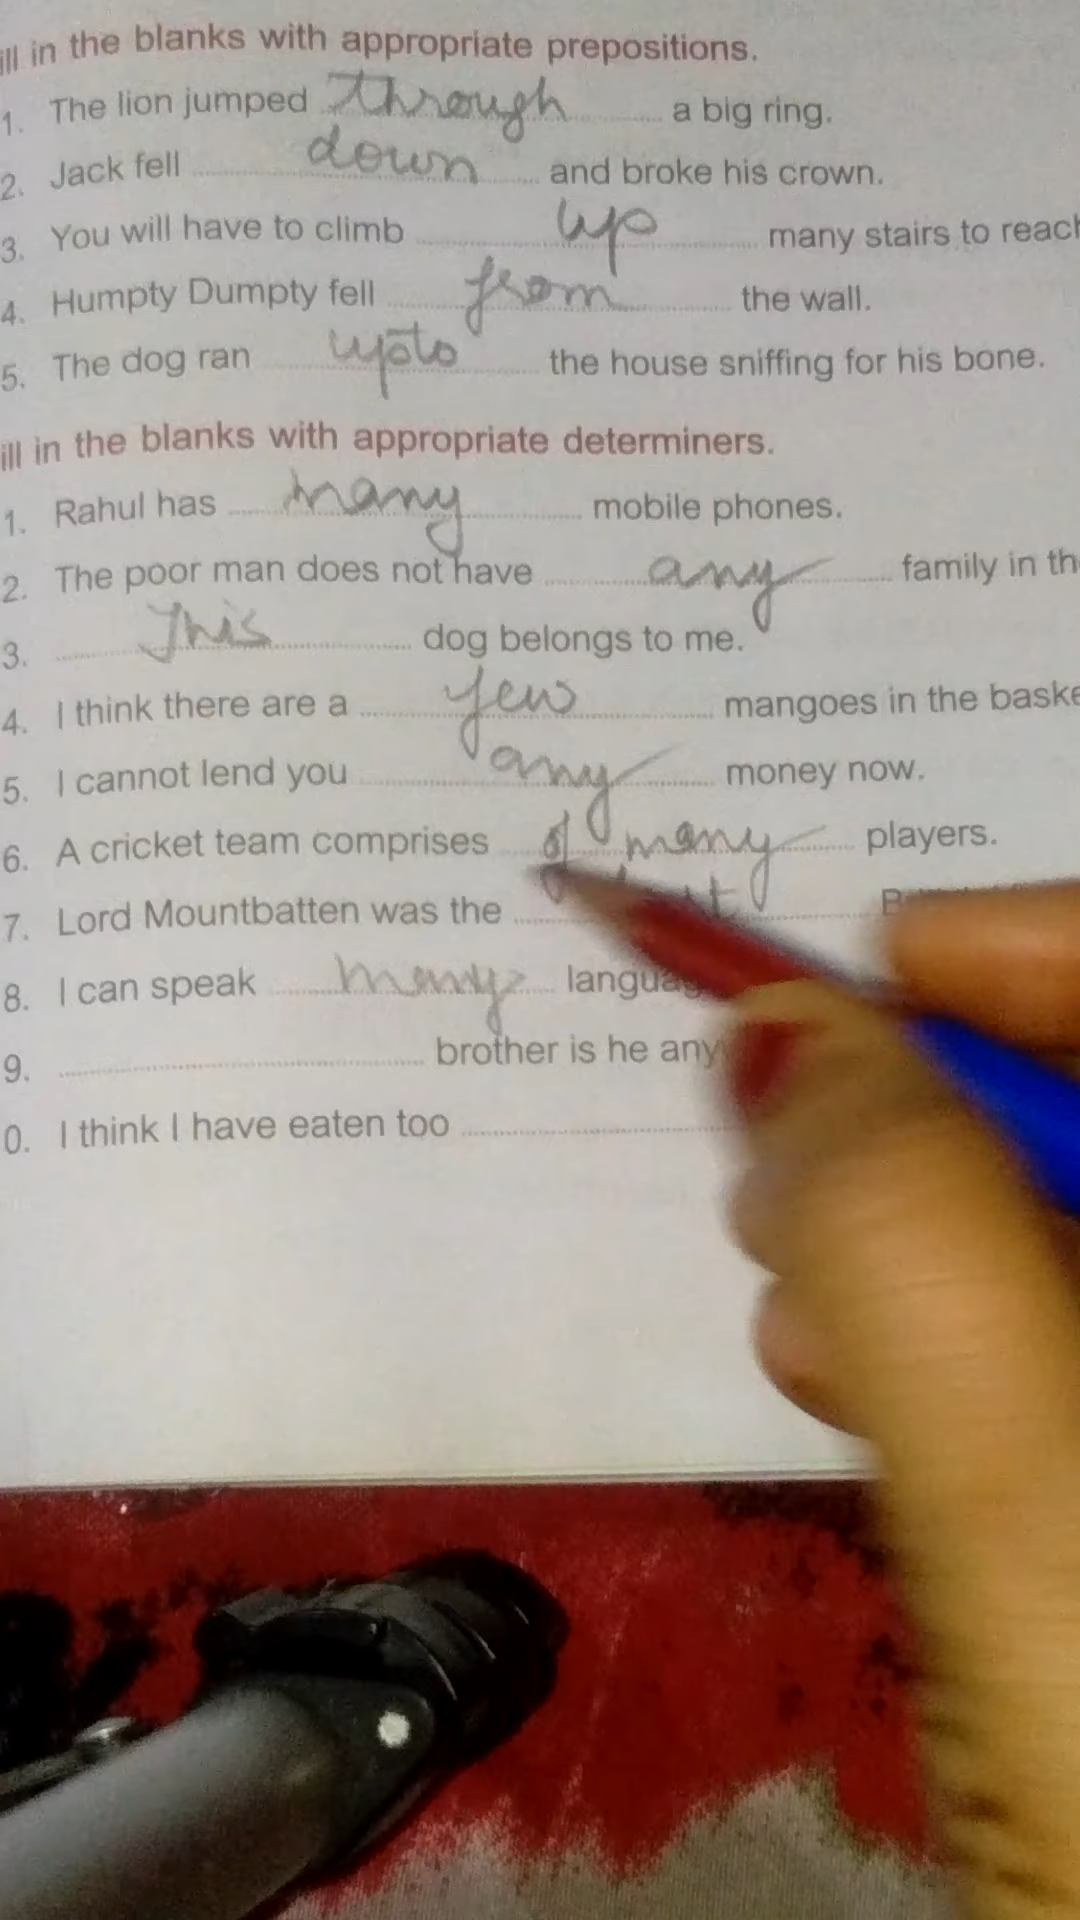 ill in the blanks with appropriate prepositions.
1. The lion jumped through a big ring.
2. Jack fell down and broke his crown.
3. You will have to climb up many stairs to reach
4. Humpty Dumpty fell from the wall.
5. The dog ran upto the house sniffing for his bone.
ill in the blanks with appropriate determiners.
1. Rahul has many mobile phones.
2. The poor man does not have any family in th
3. This dog belongs to me.
4. I think there are a few mangoes in the baske
5. I cannot lend you any money now.
6. A cricket team comprises of many players.
7. Lord Mountbatten was the
8. I can speak many langua
9. brother is he any
0. I think I have eaten too